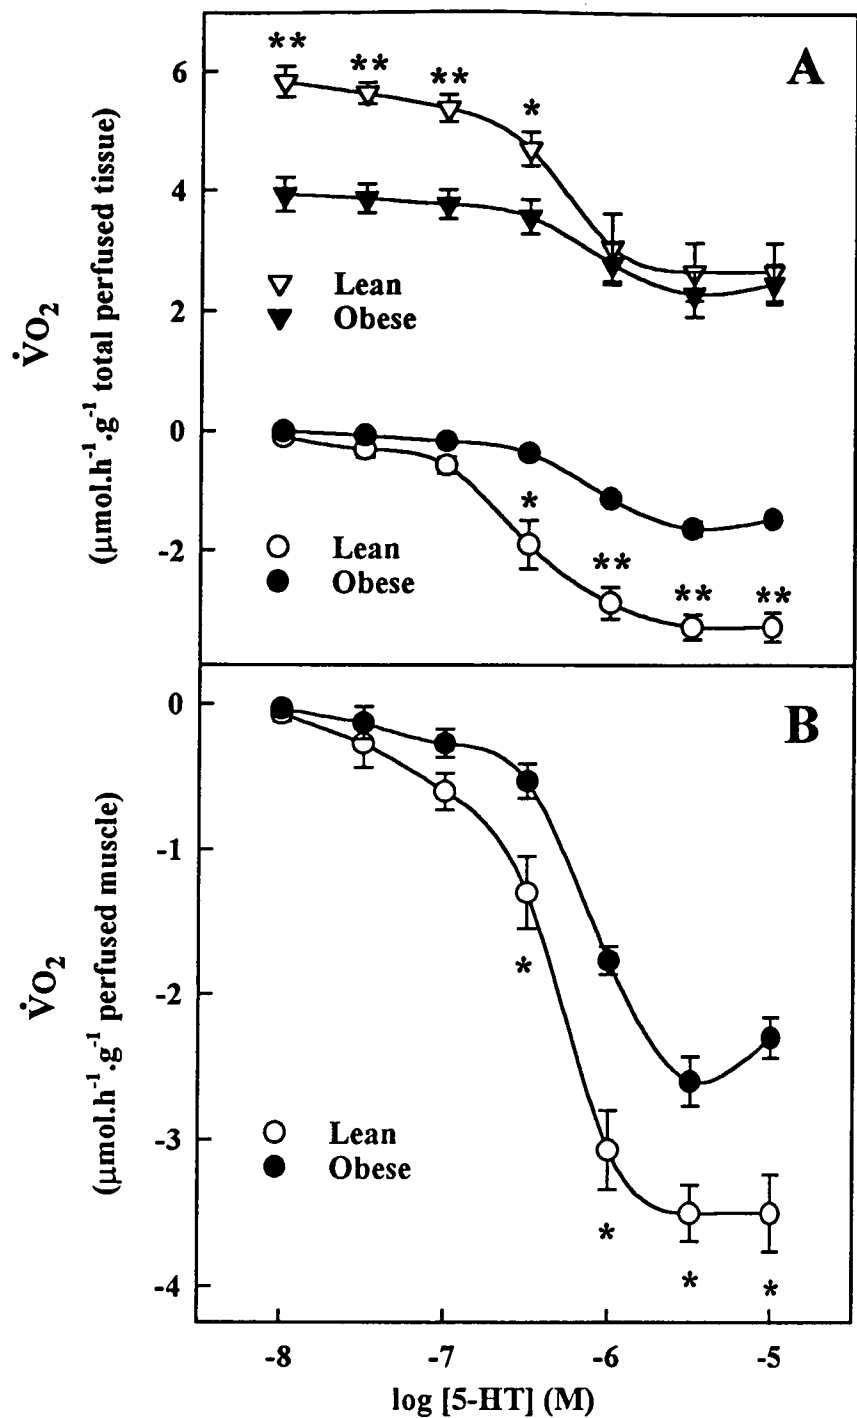 A
**
**
**
*
6
4
2
0
-2
Lean
Obese
V̇O₂
(μmol.h⁻¹.g⁻¹ total perfused tissue)
Lean
Obese
*
**
**
**
B
0
-1
-2
-3
-4
V̇O₂
(μmol.h⁻¹.g⁻¹ perfused muscle)
*
Lean
Obese
*
*
*
-8
-7
-6
-5
log [5-HT] (M)